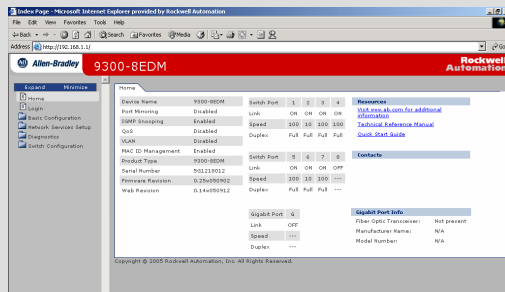 Index Page - Microsoft Internet Explorer provided by Rockwell Automation
File Edit View Favorites Tools Help
Back Search Favorites Media
Address http://192.168.1.1/ Go
Allen-Bradley 9300-8EDM Rockwell Automation
Expand Minimize
Home
Login
Basic Configuration
Network Services Setup
Diagnostics
Switch Configuration
Home
Device Name 9300-8EDM
Port Mirroring Disabled
IGMP Snooping Enabled
QoS Disabled
VLAN Disabled
MAC ID Management Enabled
Product Type 9300-8EDM
Serial Number 5G1218012
Firmware Revision 0.25v050902
Web Revision 0.14v050912
Switch Port 1 2 3 4
Link ON ON ON ON
Speed 100 10 100 100
Duplex Full Full Full Full
Switch Port 5 6 7 8
Link ON ON ON OFF
Speed 100 10 100 ---
Duplex Full Full Full ---
Gigabit Port G
Link OFF
Speed ---
Duplex ---
Resources
Visit www.ab.com for additional
information
Technical Reference Manual
Quick Start Guide
Contacts
Gigabit Port Info
Fiber Optic Transceiver: Not present
Manufacturer Name: N/A
Model Number: N/A
Copyright © 2005 Rockwell Automation, Inc. All Rights Reserved.